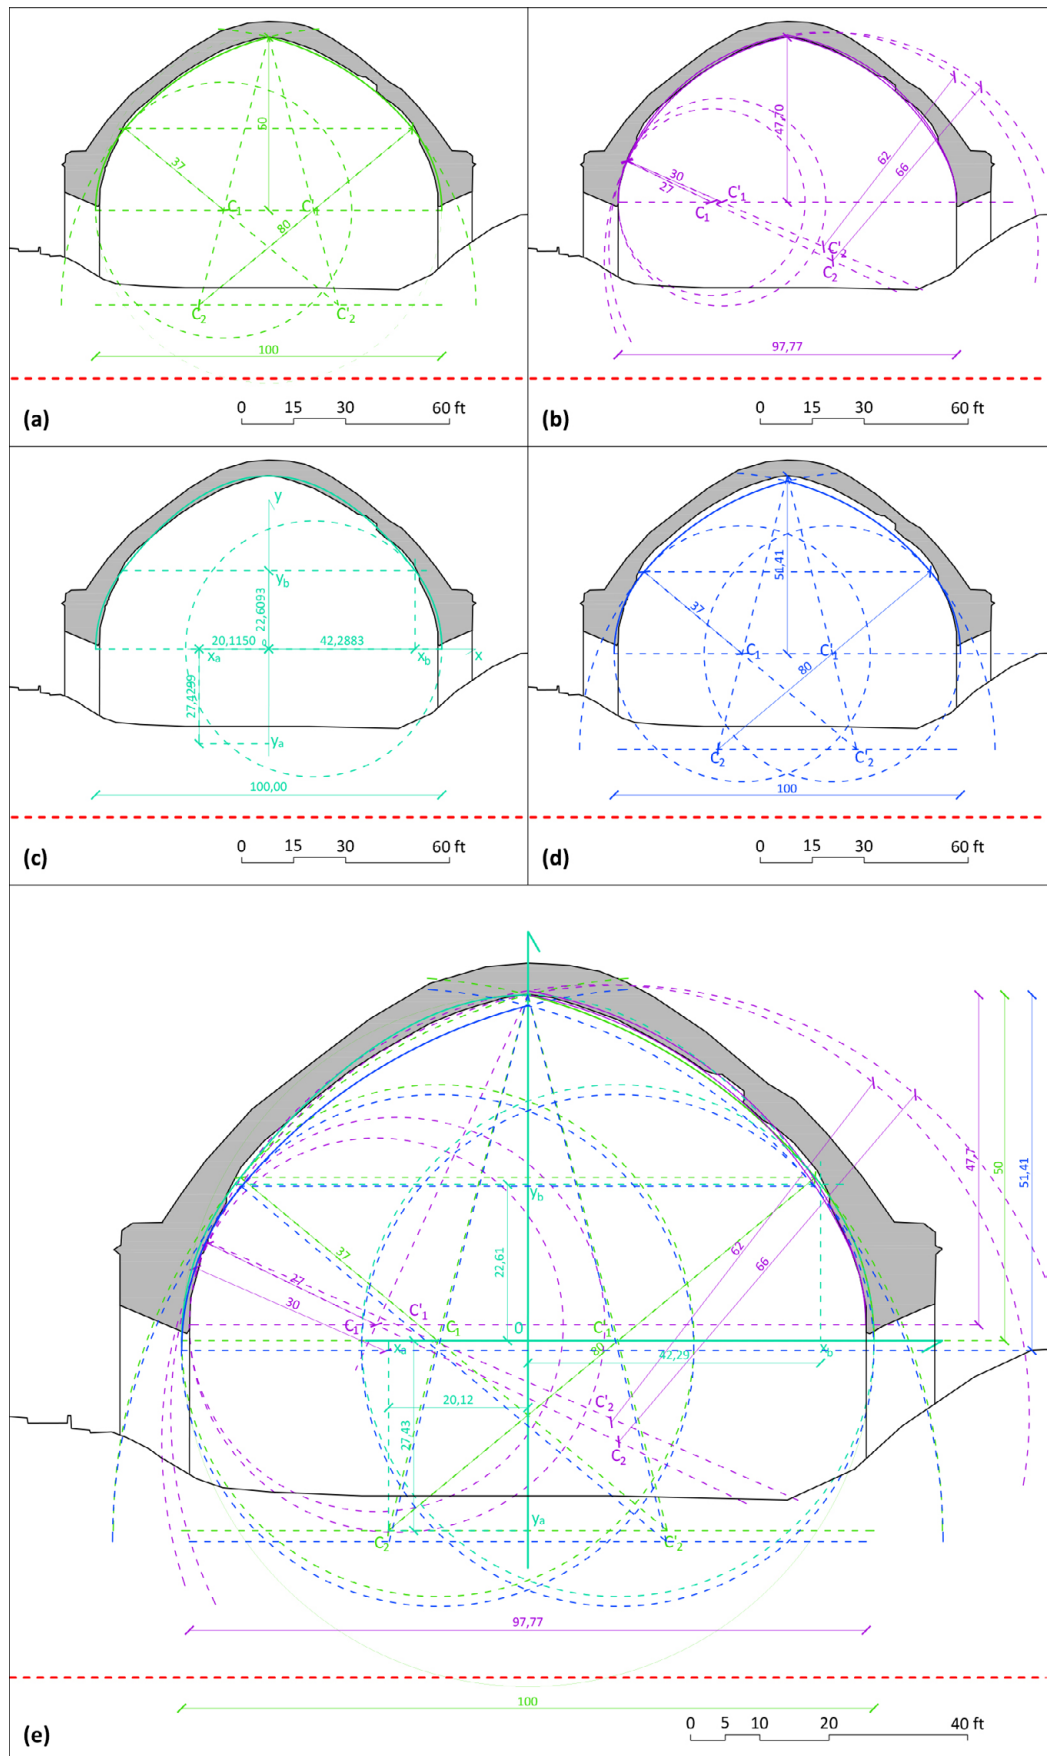 50
37
C1
C'1
80
C2
C'2
100
(a)
0 15 30 60 ft
47,70
62
66
30
27
C'1
C1
C'2
C2
97,77
(b)
0 15 30 60 ft
y
yb
22,6093
20,1150
42,2883
xa
xb
x
27,4299
ya
100,00
(c)
0 15 30 60 ft
51,41
37
C1
C'1
80
C2
C'2
100
(d)
0 15 30 60 ft
47,7
50
51,41
yb
37
62
66
22,61
27
30
C'1
C1
C1
0
C'1
80
xa
xb
42,29
20,12
27,43
C'2
C2
ya
C2
C'2
97,77
100
(e)
0 5 10 20 40 ft